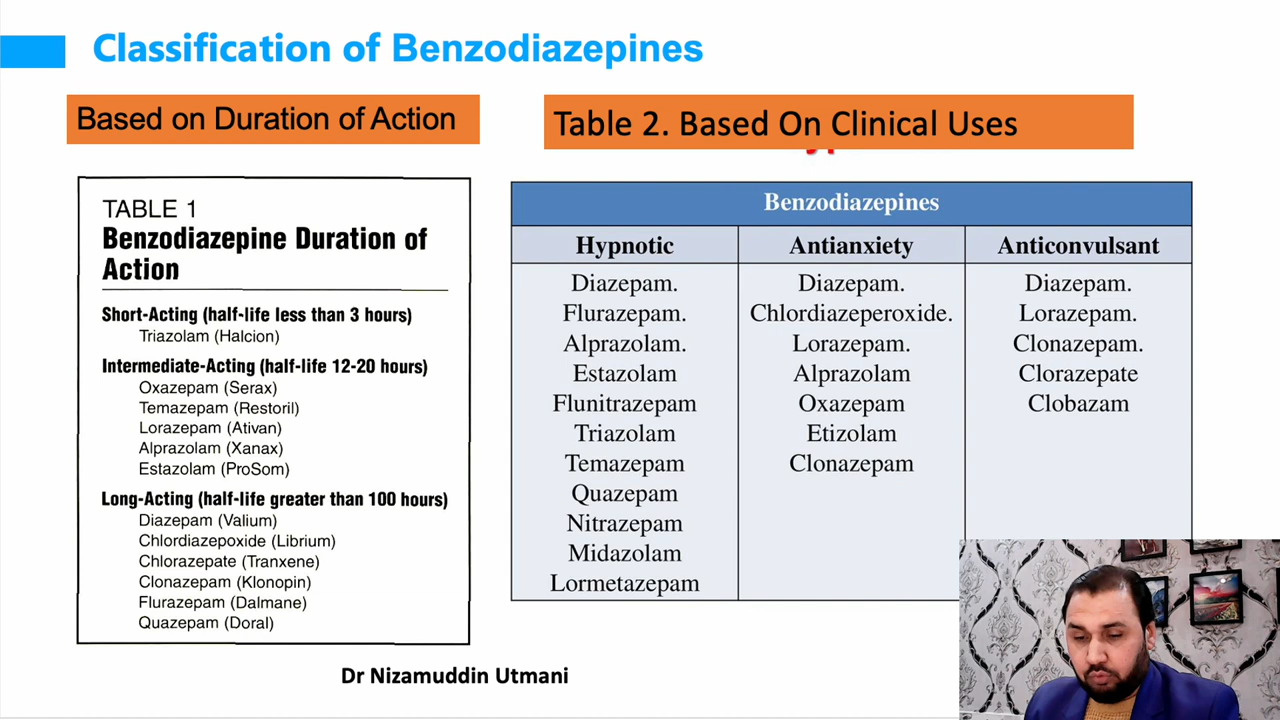 Classification of Benzodiazepines
Based on Duration of Action
TABLE 1
Benzodiazepine Duration of
Action
Short-Acting (half-life less than 3 hours)
Triazolam (Halcion)
Intermediate-Acting (half-life 12-20 hours)
Oxazepam (Serax)
Temazepam (Restoril)
Lorazepam (Ativan)
Alprazolam (Xanax)
Estazolam (ProSom)
Long-Acting (half-life greater than 100 hours)
Diazepam (Valium)
Chlordiazepoxide (Librium)
Chlorazepate (Tranxene)
Clonazepam (Klonopin)
Flurazepam (Dalmane)
Quazepam (Doral)
Table 2. Based On Clinical Uses
Benzodiazepines
Hypnotic Antianxiety Anticonvulsant
Diazepam. Diazepam. Diazepam.
Flurazepam. Chlordiazeperoxide. Lorazepam.
Alprazolam. Lorazepam. Clonazepam.
Estazolam Alprazolam Clorazepate
Flunitrazepam Oxazepam Clobazam
Triazolam Etizolam
Temazepam Clonazepam
Quazepam
Nitrazepam
Midazolam
Lormetazepam
Dr Nizamuddin Utmani